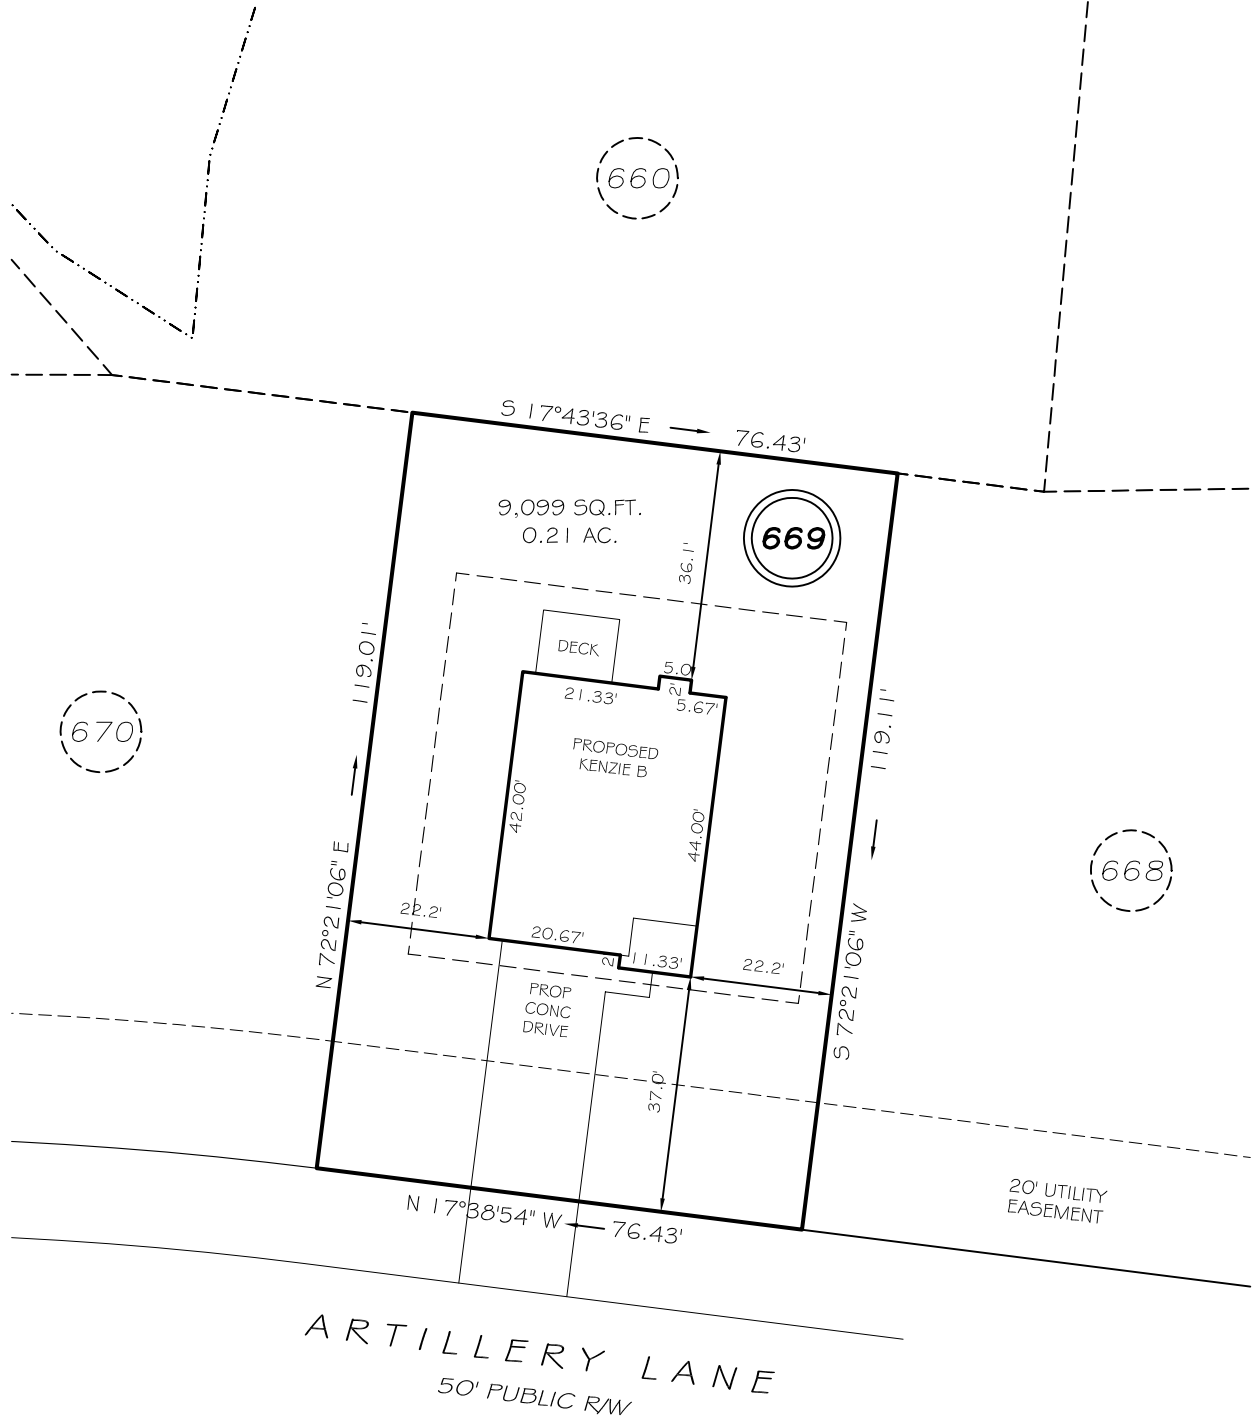 660
S 17°43'36" E 76.43'
9,099 SQ.FT.
0.21 AC.
669
36.1'
119.01'
DECK
5.0
2'
21.33'
5.67'
119.11'
670
PROPOSED
KENZIE B
42.00'
44.00'
668
N 72°21'06" E
22.2'
20.67'
2'
11.33'
22.2'
S 72°21'06" W
PROP
CONC
DRIVE
37.0'
20' UTILITY
EASEMENT
N 17°38'54" W 76.43'
ARTILLERY LANE
50' PUBLIC R/W